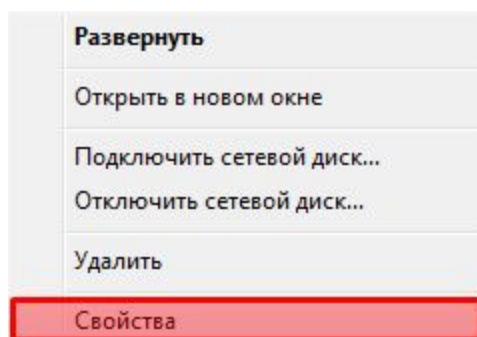 Развернуть
Открыть в новом окне
Подключить сетевой диск...
Отключить сетевой диск...
Удалить
Свойства